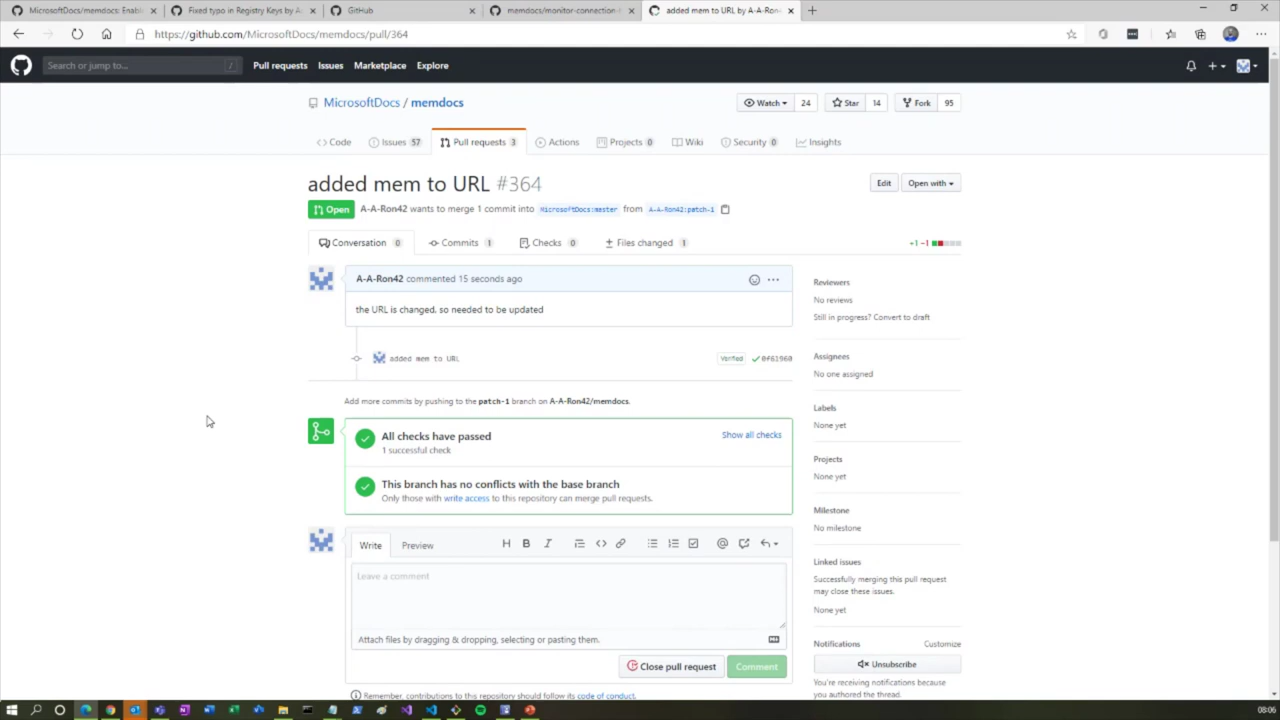 MicrosoftDocs/memdocs: Enabl
Fixed typo in Registry Keys by A
GitHub
memdocs/monitor-connection-
added mem to URL by A-A-Ron
https://github.com/MicrosoftDocs/memdocs/pull/364
Search or jump to...
/
Pull requests Issues Marketplace Explore
MicrosoftDocs / memdocs
Watch 24 Star 14 Fork 95
Code Issues 57 Pull requests 3 Actions Projects 0 Wiki Security 0 Insights
added mem to URL #364
Edit Open with
Open A-A-Ron42 wants to merge 1 commit into MicrosoftDocs:master from A-A-Ron42:patch-1
Conversation 0 Commits 1 Checks 0 Files changed 1 +1 −1
A-A-Ron42 commented 15 seconds ago
the URL is changed, so needed to be updated
added mem to URL Verified 0f61960
Add more commits by pushing to the patch-1 branch on A-A-Ron42/memdocs.
All checks have passed
1 successful check
Show all checks
This branch has no conflicts with the base branch
Only those with write access to this repository can merge pull requests.
Write Preview
Leave a comment
Attach files by dragging & dropping, selecting or pasting them.
Close pull request Comment
Remember, contributions to this repository should follow its code of conduct.
Reviewers
No reviews
Still in progress? Convert to draft
Assignees
No one assigned
Labels
None yet
Projects
None yet
Milestone
No milestone
Linked issues
Successfully merging this pull request
may close these issues.
None yet
Notifications Customize
Unsubscribe
You're receiving notifications because
you authored the thread.
08:06